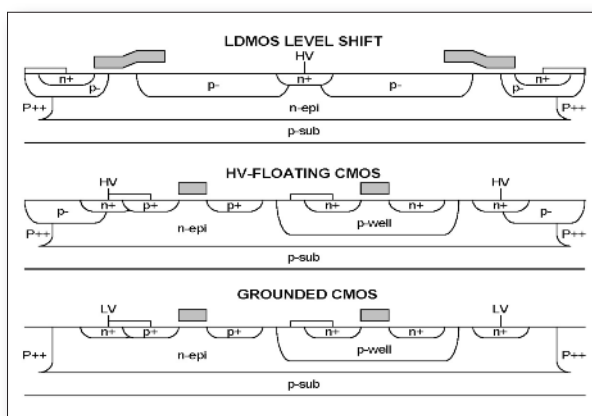 LDMOS LEVEL SHIFT
HV
n+ n+ n+
p- p- p- p-
P++ n-epi P++
p-sub
HV-FLOATING CMOS
HV HV
n+ p+ p+ n+ n+ n+
p- p-
P++ n-epi p-well P++
p-sub
GROUNDED CMOS
LV LV
n+ p+ p+ n+ n+ n+
P++ n-epi p-well P++
p-sub